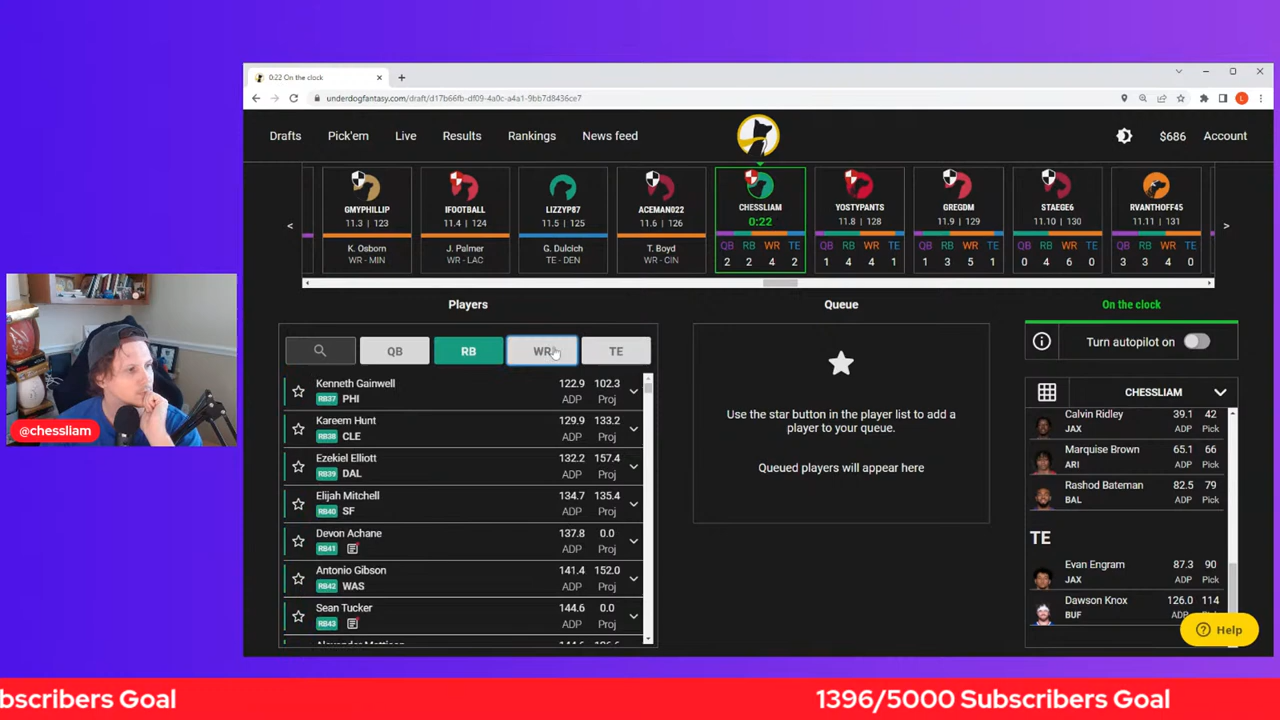 0:22 On the clock
underdogfantasy.com/draft/d17b66fb-df09-4a0c-a4a1-9bb7d8436ce7
L
Drafts Pick'em Live Results Rankings News feed $686 Account
GMYPHILLIP IFOOTBALL LIZZYP87 ACEMAN022 CHESSLIAM YOSTYPANTS GREGDM STAEGE6 RVANTHOFF45
11.3 | 123 11.4 | 124 11.5 | 125 11.6 | 126 0:22 11.8 | 128 11.9 | 129 11.10 | 130 11.11 | 131
K. Osborn J. Palmer G. Dulcich T. Boyd QB RB WR TE QB RB WR TE QB RB WR TE QB RB WR TE QB RB WR TE
WR - MIN WR - LAC TE - DEN WR - CIN 2 2 4 2 1 4 4 1 1 3 5 1 0 4 6 0 3 3 4 0
Players
QB RB WR TE
Kenneth Gainwell 122.9 102.3
RB37 PHI ADP Proj
Kareem Hunt 129.9 133.2
RB38 CLE ADP Proj
Ezekiel Elliott 132.2 157.4
RB39 DAL ADP Proj
Elijah Mitchell 134.7 135.4
RB40 SF ADP Proj
Devon Achane 137.8 0.0
RB41 ADP Proj
Antonio Gibson 141.4 152.0
RB42 WAS ADP Proj
Sean Tucker 144.6 0.0
RB43 ADP Proj
Queue
Use the star button in the player list to add a
player to your queue.
Queued players will appear here
On the clock
Turn autopilot on
CHESSLIAM
Calvin Ridley 39.1 42
JAX ADP Pick
Marquise Brown 65.1 66
ARI ADP Pick
Rashod Bateman 82.5 79
BAL ADP Pick
TE
Evan Engram 87.3 90
JAX ADP Pick
Dawson Knox 126.0 114
BUF ADP Pick
Help
@chessliam
bscribers Goal 1396/5000 Subscribers Goal